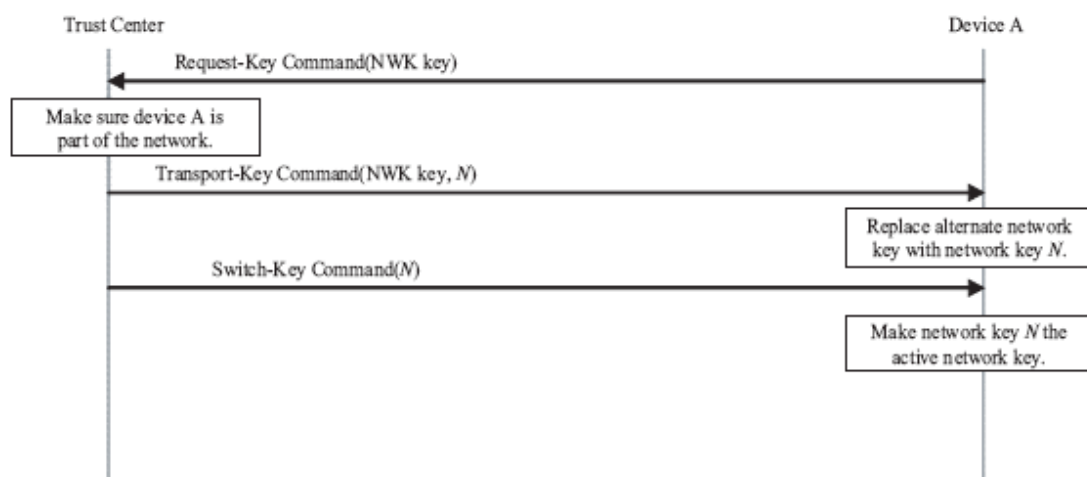 Trust Center
Device A
Request-Key Command(NWK key)
Make sure device A is
part of the network.
Transport-Key Command(NWK key, N)
Replace alternate network
key with network key N.
Switch-Key Command(N)
Make network key N the
active network key.